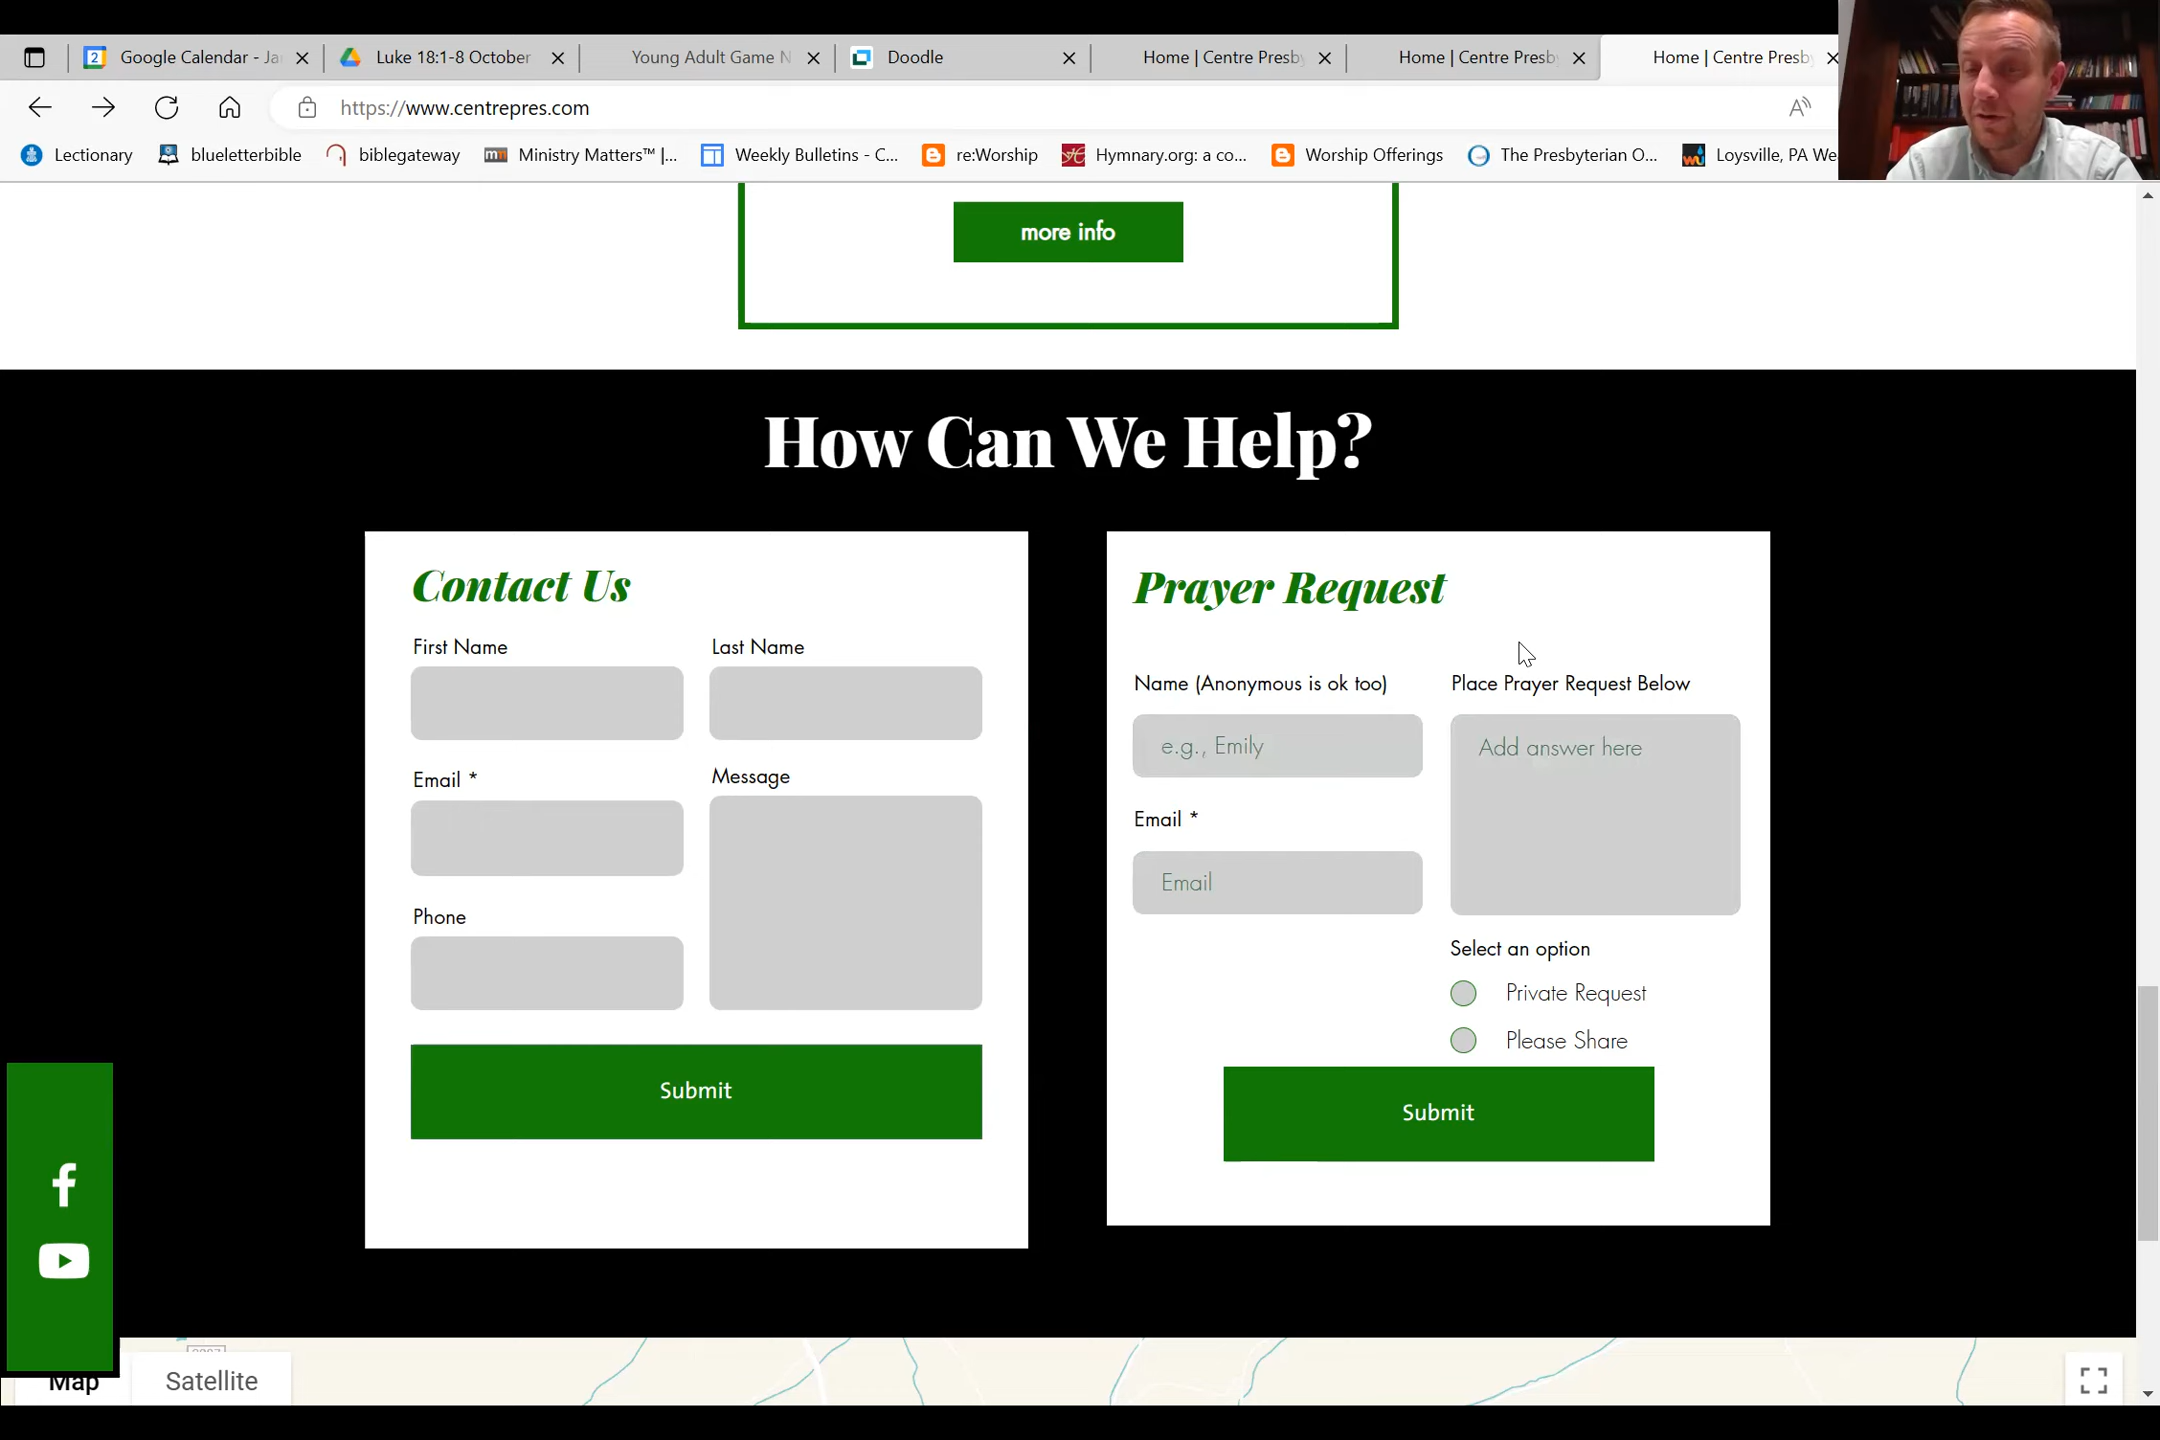 Google Calendar - Ja
Luke 18:1-8 October
Young Adult Game N
Doodle
Home | Centre Presby
Home | Centre Presb
Home | Centre Presby
https://www.centrepres.com
Lectionary
blueletterbible
biblegateway
Ministry Matters™ |...
Weekly Bulletins - C...
re:Worship
Hymnary.org: a co...
Worship Offerings
The Presbyterian O...
Loysville, PA We
more info
How Can We Help?
Contact Us
First Name
Last Name
Email *
Message
Phone
Submit
Prayer Request
Name (Anonymous is ok too)
Place Prayer Request Below
e.g., Emily
Add answer here
Email *
Email
Select an option
Private Request
Please Share
Submit
Map
Satellite